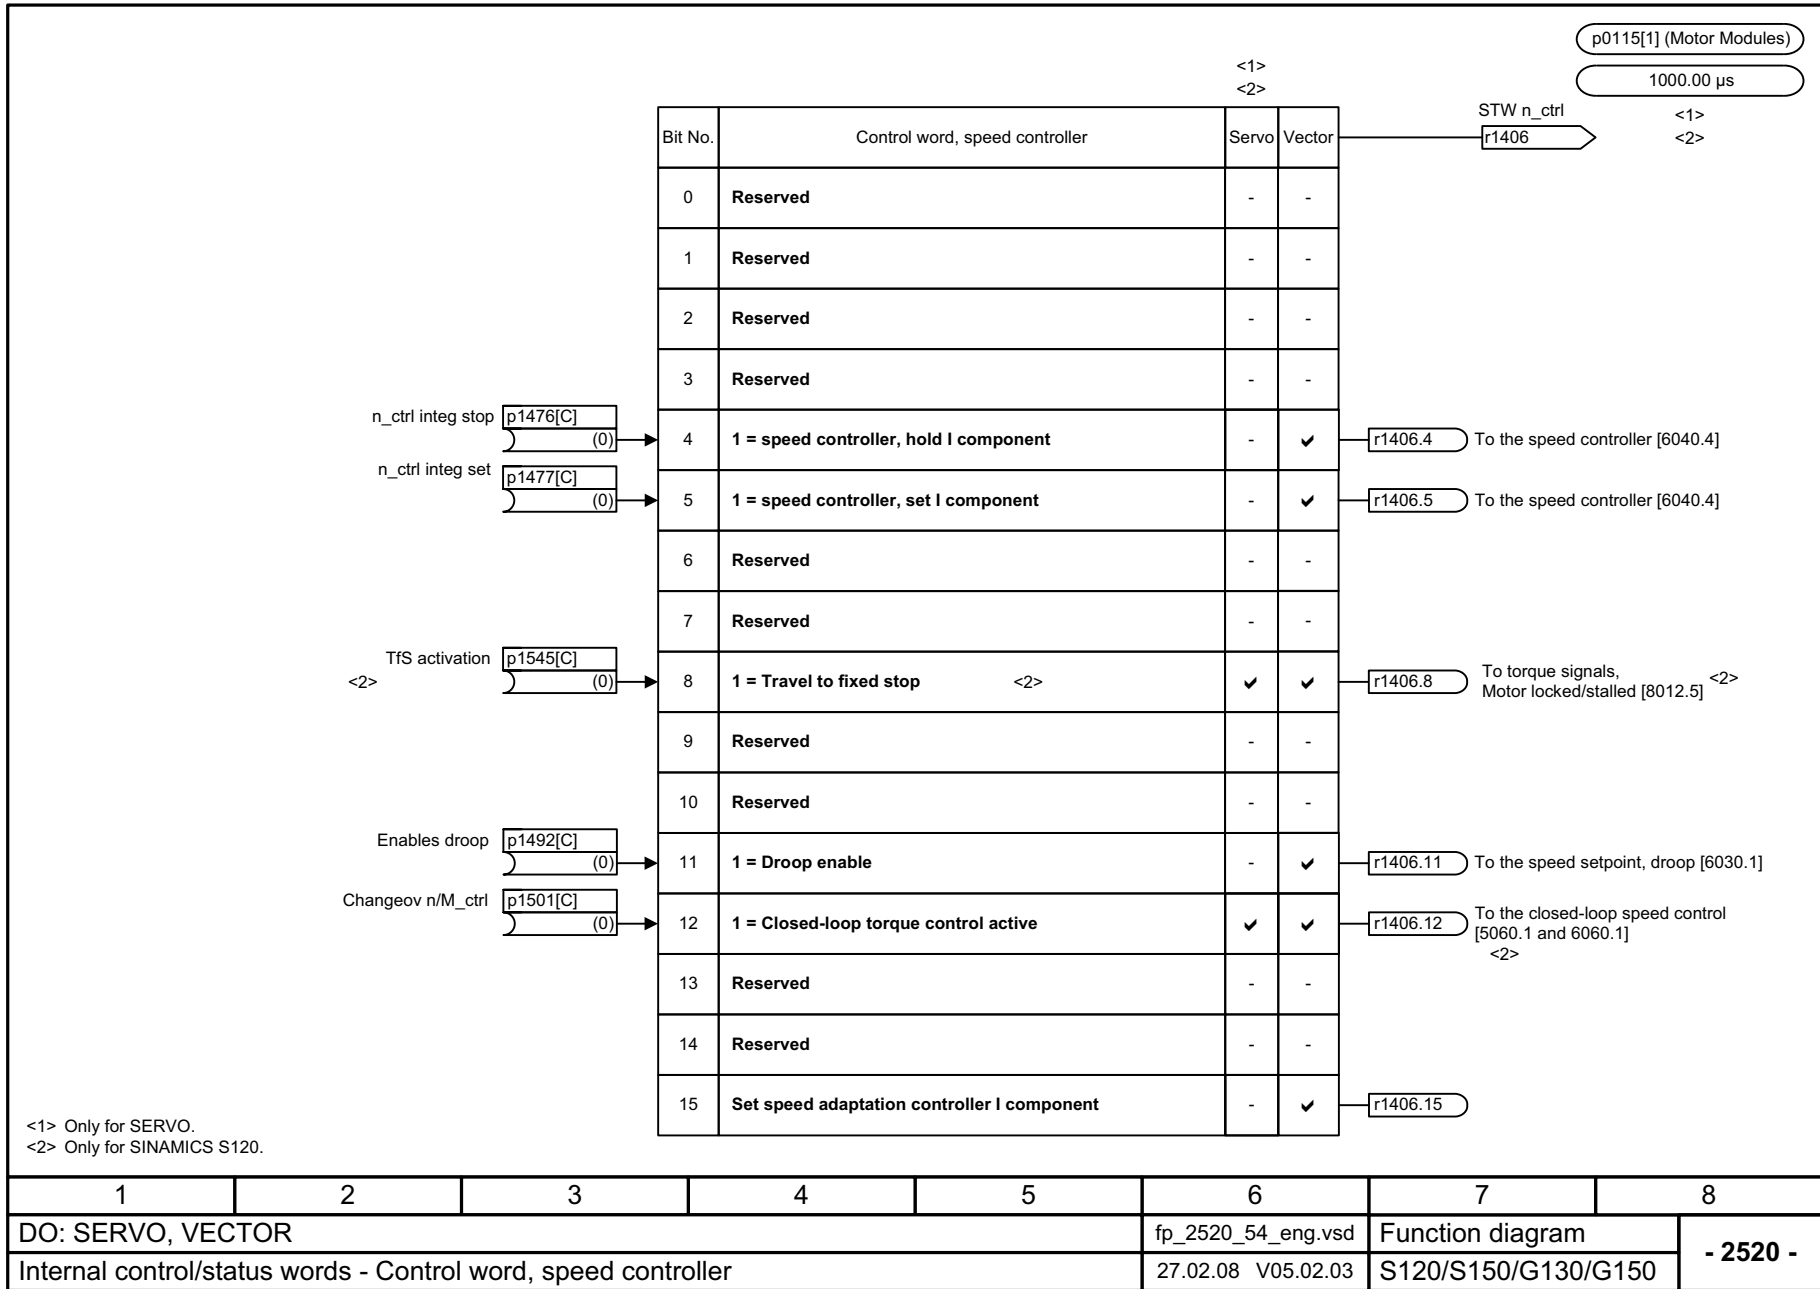 p0115[1] (Motor Modules)
1000.00 µs
<1>
<2>
<1>
<2>
STW n_ctrl
r1406
Bit No. Control word, speed controller Servo Vector
0 Reserved - -
1 Reserved - -
2 Reserved - -
3 Reserved - -
n_ctrl integ stop p1476[C]
(0) 4 1 = speed controller, hold I component - ✔ r1406.4 To the speed controller [6040.4]
n_ctrl integ set p1477[C]
(0) 5 1 = speed controller, set I component - ✔ r1406.5 To the speed controller [6040.4]
6 Reserved - -
7 Reserved - -
TfS activation p1545[C]
<2> (0) 8 1 = Travel to fixed stop <2> ✔ ✔ r1406.8 To torque signals,
Motor locked/stalled [8012.5] <2>
9 Reserved - -
10 Reserved - -
Enables droop p1492[C]
(0) 11 1 = Droop enable - ✔ r1406.11 To the speed setpoint, droop [6030.1]
Changeov n/M_ctrl p1501[C]
(0) 12 1 = Closed-loop torque control active ✔ ✔ r1406.12 To the closed-loop speed control
[5060.1 and 6060.1]
<2>
13 Reserved - -
14 Reserved - -
15 Set speed adaptation controller I component - ✔ r1406.15
<1> Only for SERVO.
<2> Only for SINAMICS S120.
1 2 3 4 5 6 7 8
DO: SERVO, VECTOR fp_2520_54_eng.vsd Function diagram
- 2520 -
Internal control/status words - Control word, speed controller 27.02.08 V05.02.03 S120/S150/G130/G150